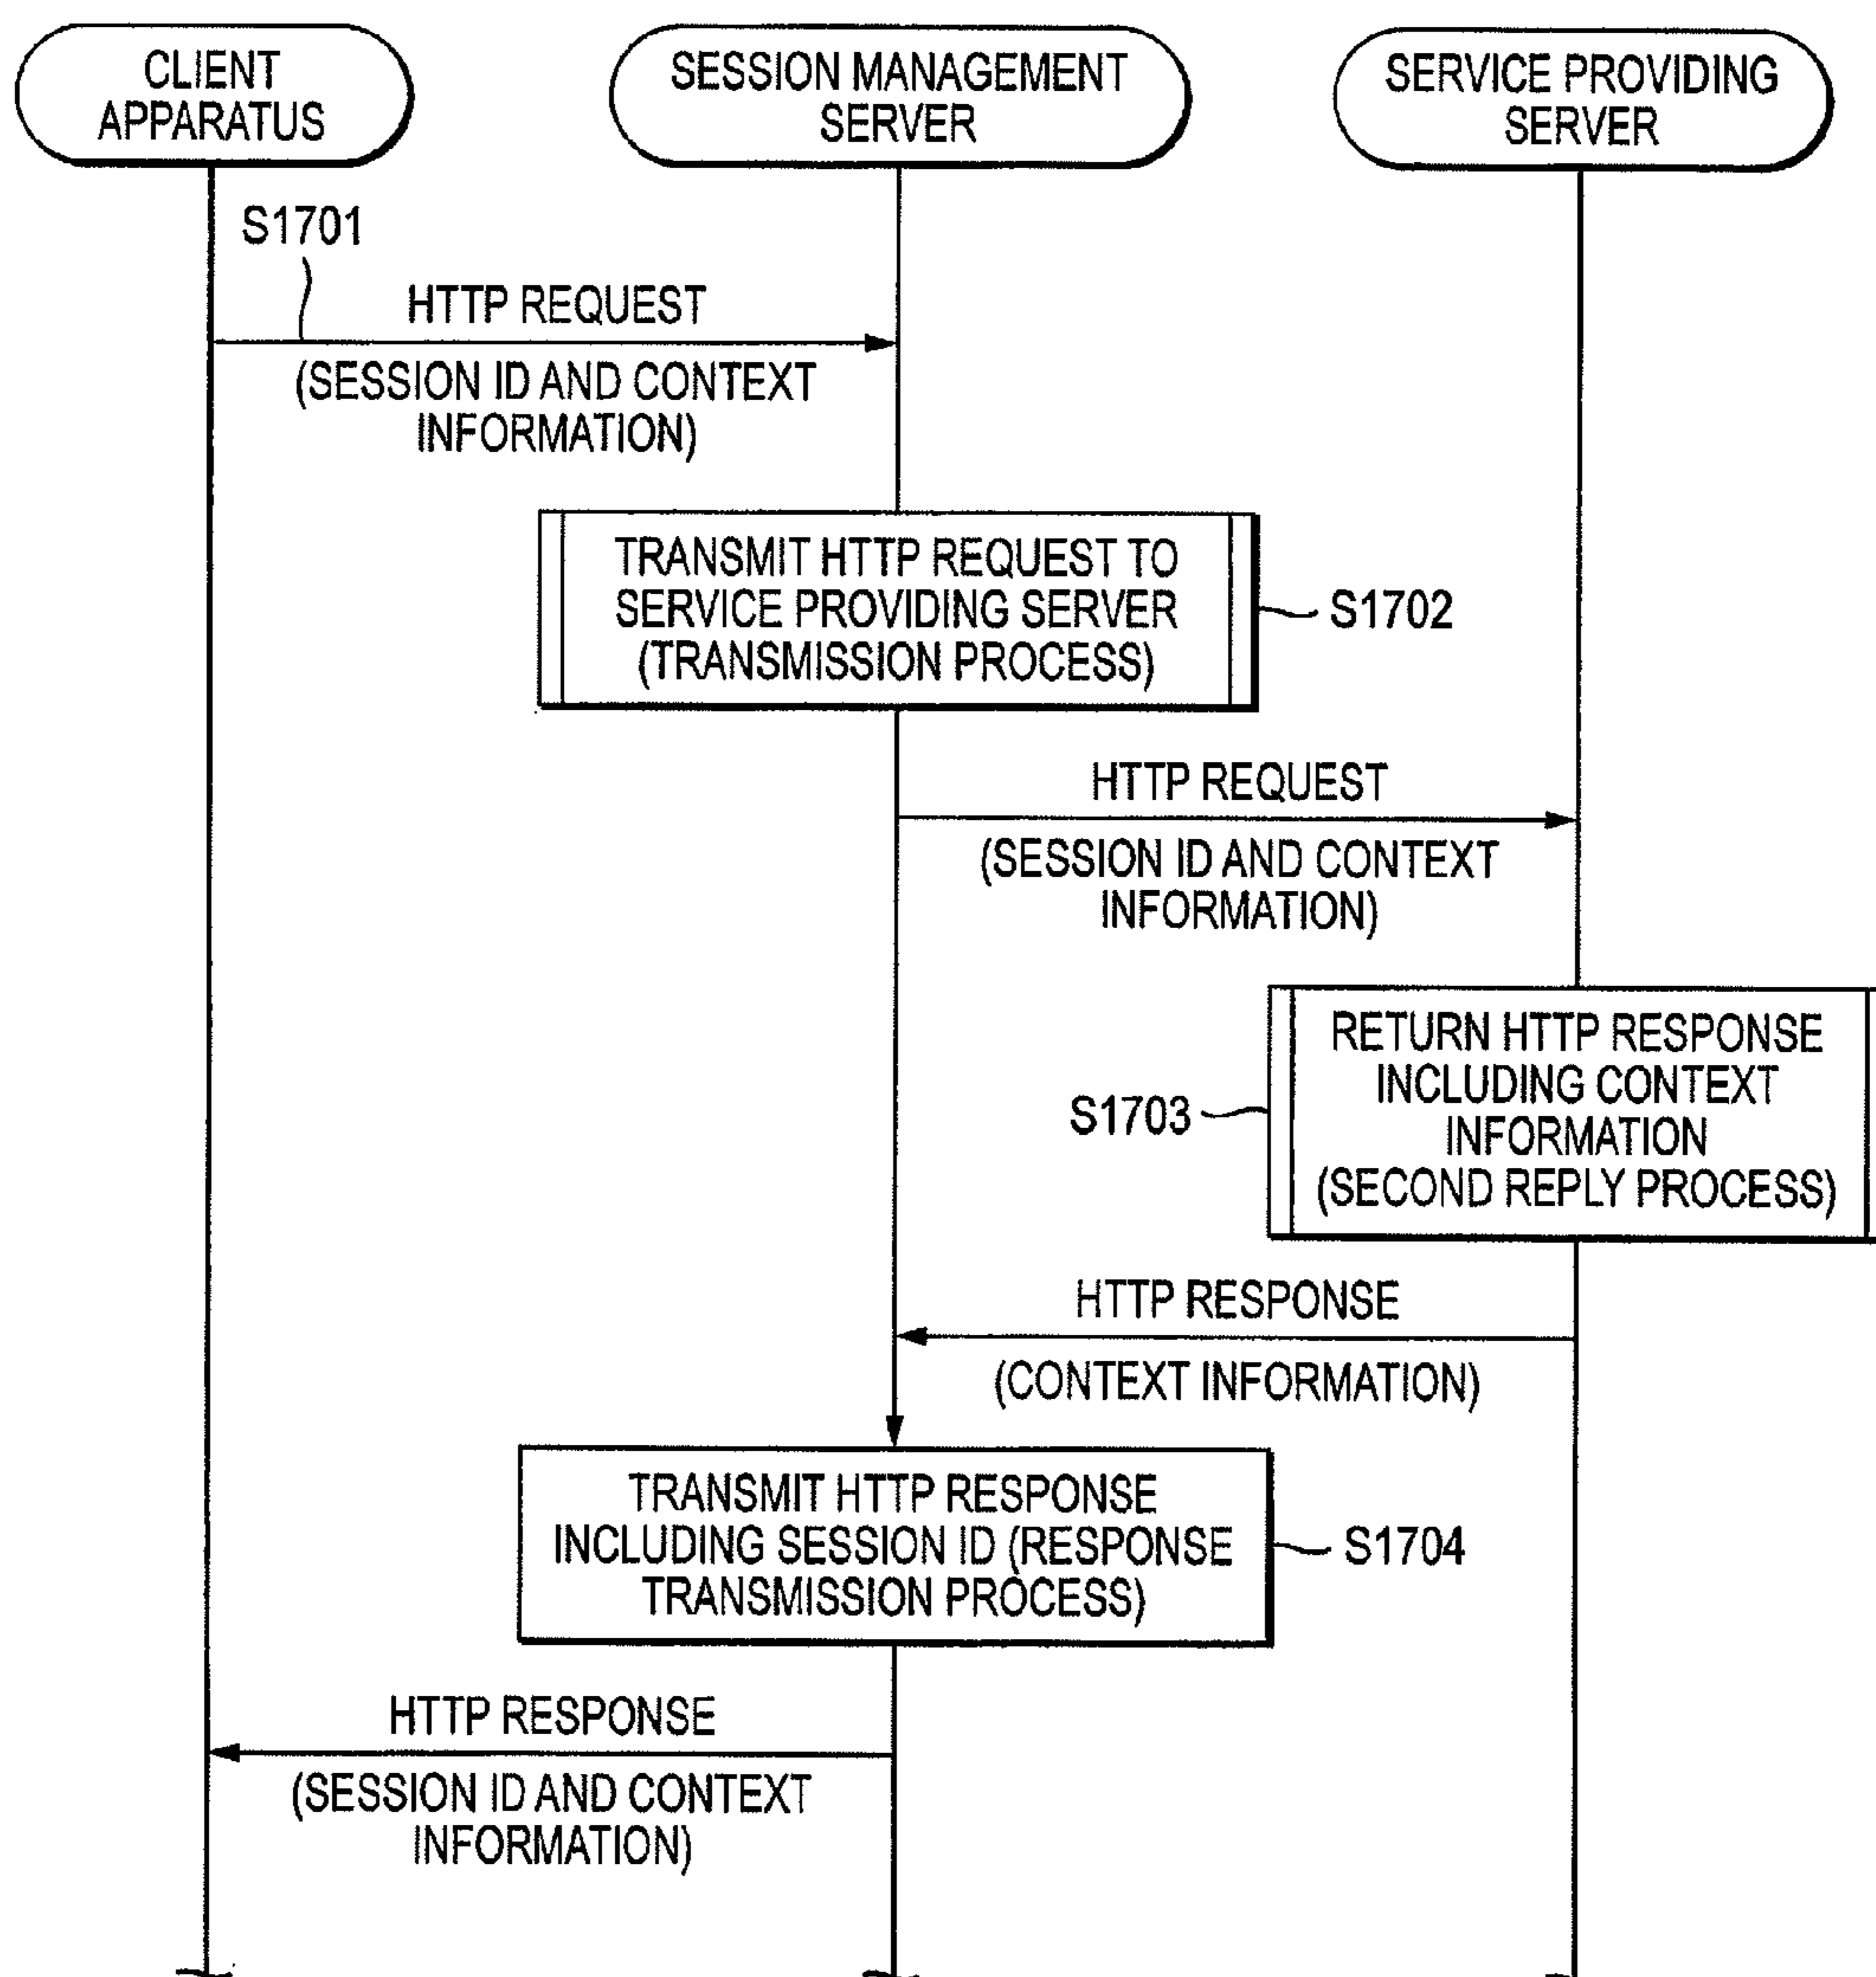 CLIENT
APPARATUS
SESSION MANAGEMENT
SERVER
SERVICE PROVIDING
SERVER
S1701
HTTP REQUEST
(SESSION ID AND CONTEXT
INFORMATION)
TRANSMIT HTTP REQUEST TO
SERVICE PROVIDING SERVER
(TRANSMISSION PROCESS)
S1702
HTTP REQUEST
(SESSION ID AND CONTEXT
INFORMATION)
RETURN HTTP RESPONSE
INCLUDING CONTEXT
INFORMATION
(SECOND REPLY PROCESS)
S1703
HTTP RESPONSE
(CONTEXT INFORMATION)
TRANSMIT HTTP RESPONSE
INCLUDING SESSION ID (RESPONSE
TRANSMISSION PROCESS)
S1704
HTTP RESPONSE
(SESSION ID AND CONTEXT
INFORMATION)